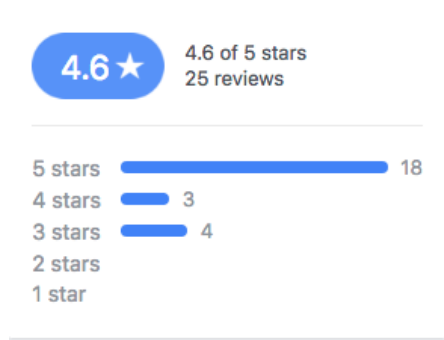 4.6 ★
4.6 of 5 stars
25 reviews
5 stars 18
4 stars 3
3 stars 4
2 stars
1 star